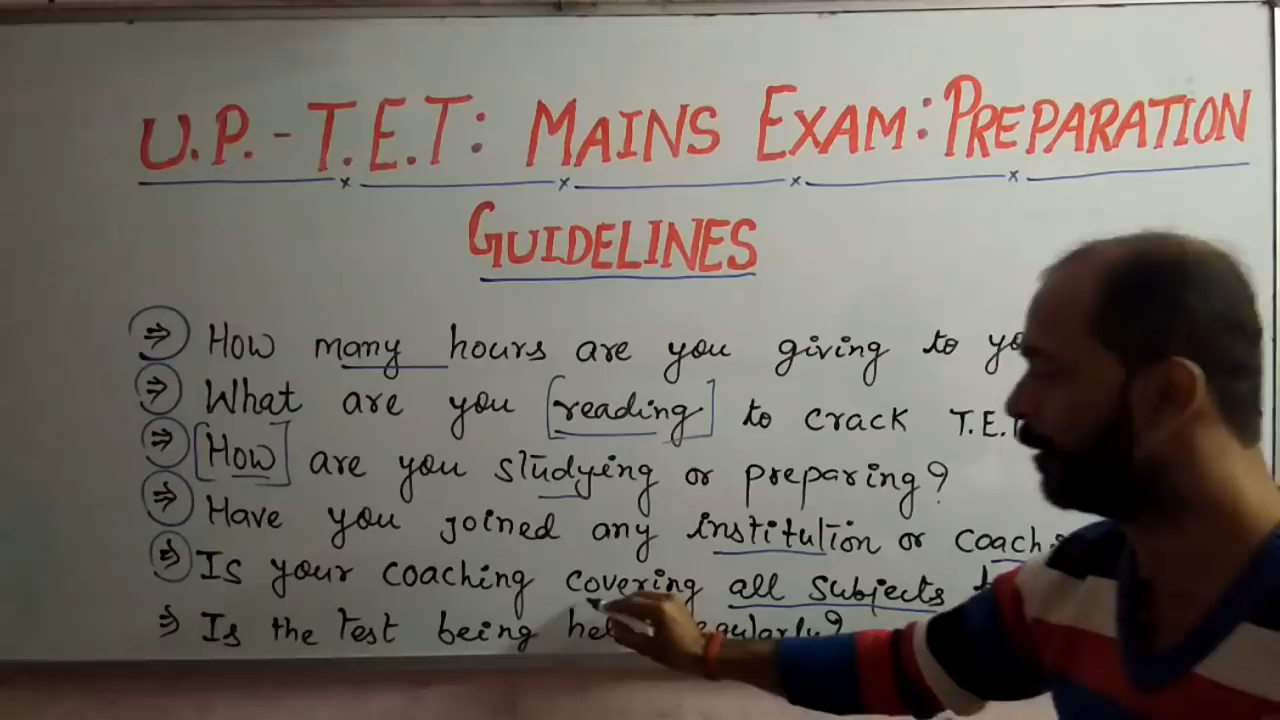 U.P.-T.E.T: MAINS EXAM: PREPARATION
GUIDELINES
⇒ How many hours are you giving to
⇒ What are you [reading] to crack T.E.T
⇒ [How] are you studying or preparing?
⇒ Have you joined any institution or
⇒ Is your coaching covering all subjects
⇒ Is the Test being